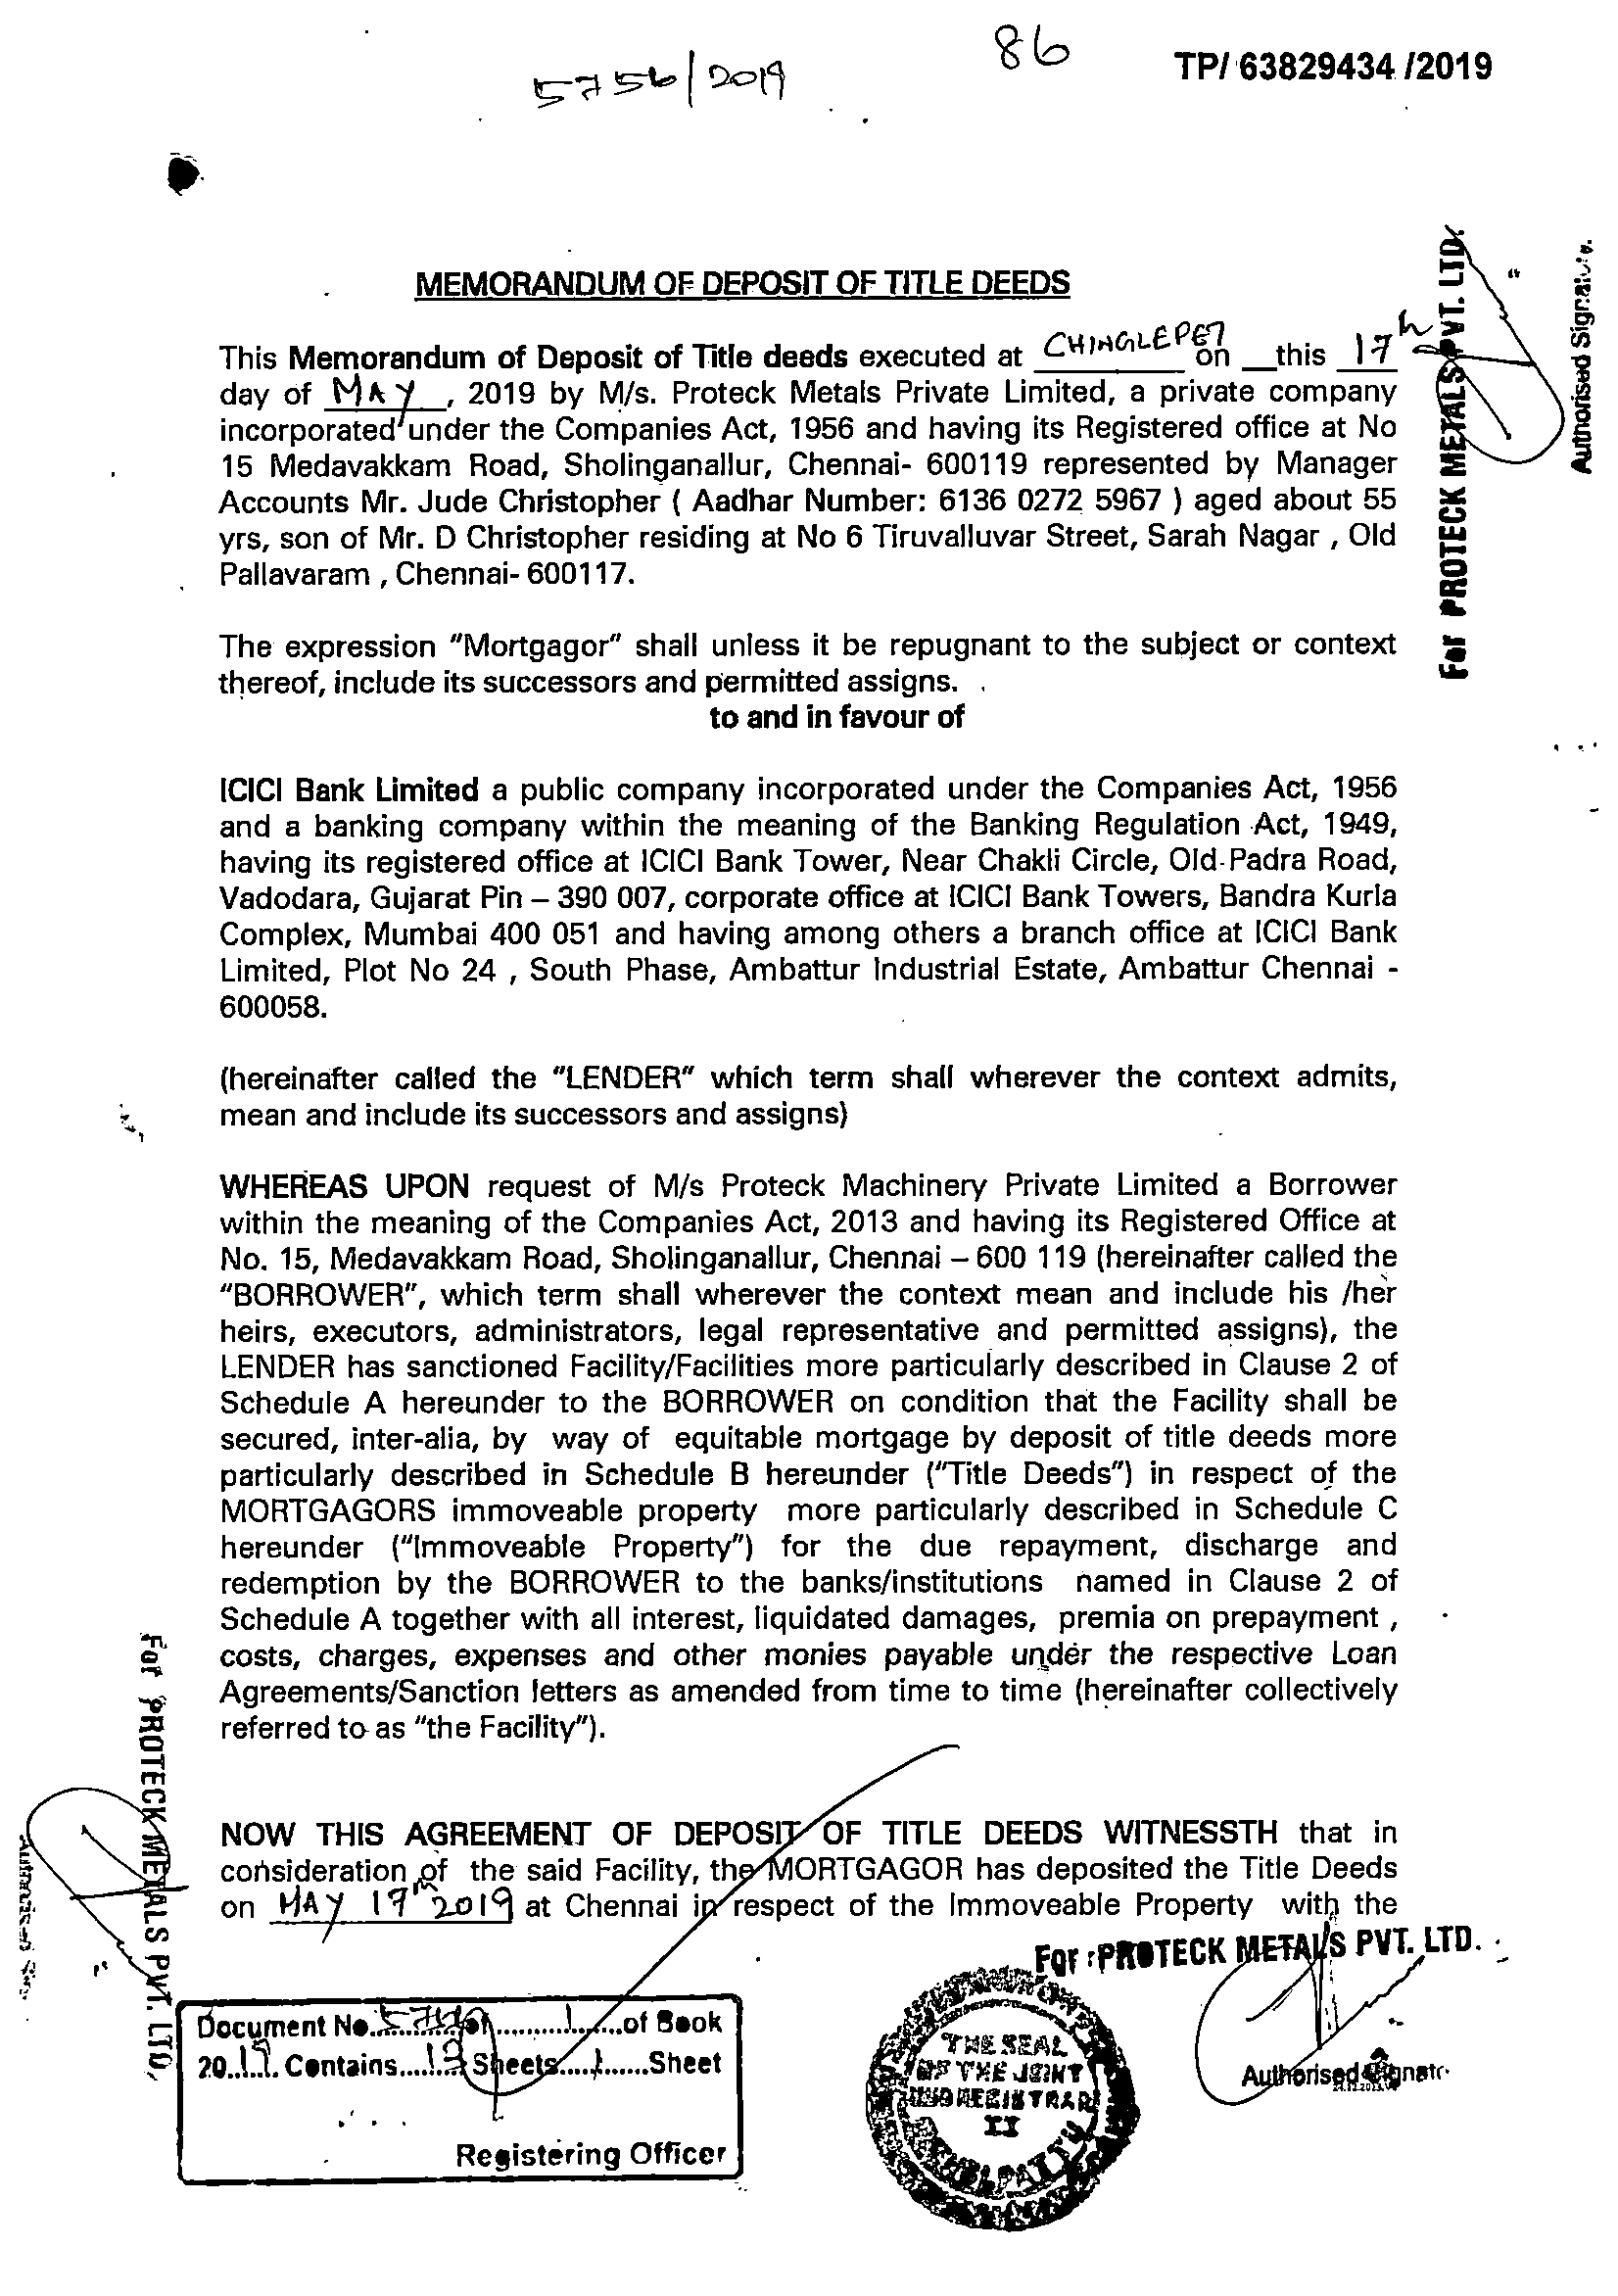 86
5756/2019
TP/ 63829434 /2019
MEMORANDUM OF DEPOSIT OF TITLE DEEDS
This Memorandum of Deposit of Title deeds executed at CHINGLEPET on __this 17th
day of MAY, 2019 by M/s. Proteck Metals Private Limited, a private company
incorporated under the Companies Act, 1956 and having its Registered office at No
15 Medavakkam Road, Sholinganallur, Chennai- 600119 represented by Manager
Accounts Mr. Jude Christopher ( Aadhar Number: 6136 0272 5967 ) aged about 55
yrs, son of Mr. D Christopher residing at No 6 Tiruvalluvar Street, Sarah Nagar , Old
Pallavaram , Chennai- 600117.
The expression "Mortgagor" shall unless it be repugnant to the subject or context
thereof, include its successors and permitted assigns.
to and in favour of
ICICI Bank Limited a public company incorporated under the Companies Act, 1956
and a banking company within the meaning of the Banking Regulation Act, 1949,
having its registered office at ICICI Bank Tower, Near Chakli Circle, Old Padra Road,
Vadodara, Gujarat Pin – 390 007, corporate office at ICICI Bank Towers, Bandra Kurla
Complex, Mumbai 400 051 and having among others a branch office at ICICI Bank
Limited, Plot No 24 , South Phase, Ambattur Industrial Estate, Ambattur Chennai -
600058.
(hereinafter called the "LENDER" which term shall wherever the context admits,
mean and include its successors and assigns)
WHEREAS UPON request of M/s Proteck Machinery Private Limited a Borrower
within the meaning of the Companies Act, 2013 and having its Registered Office at
No. 15, Medavakkam Road, Sholinganallur, Chennai – 600 119 (hereinafter called the
"BORROWER", which term shall wherever the context mean and include his /her
heirs, executors, administrators, legal representative and permitted assigns), the
LENDER has sanctioned Facility/Facilities more particularly described in Clause 2 of
Schedule A hereunder to the BORROWER on condition that the Facility shall be
secured, inter-alia, by way of equitable mortgage by deposit of title deeds more
particularly described in Schedule B hereunder ("Title Deeds") in respect of the
MORTGAGORS immoveable property more particularly described in Schedule C
hereunder ("Immoveable Property") for the due repayment, discharge and
redemption by the BORROWER to the banks/institutions named in Clause 2 of
Schedule A together with all interest, liquidated damages, premia on prepayment ,
costs, charges, expenses and other monies payable under the respective Loan
Agreements/Sanction letters as amended from time to time (hereinafter collectively
referred to as "the Facility").
NOW THIS AGREEMENT OF DEPOSIT OF TITLE DEEDS WITNESSTH that in
consideration of the said Facility, the MORTGAGOR has deposited the Title Deeds
on MAY 17th 2019 at Chennai in respect of the Immoveable Property with the
For PROTECK METALS PVT. LTD.
Authorised Signatory
For PROTECK METALS PVT. LTD.
For PROTECK METALS PVT. LTD.
Authorised Signatr.
Document No. of 1 of Book
2019. Contains 13 Sheets 1 Sheet
Registering Officer
THE SEAL
OF THE JOINT
SUB REGISTRAR
II